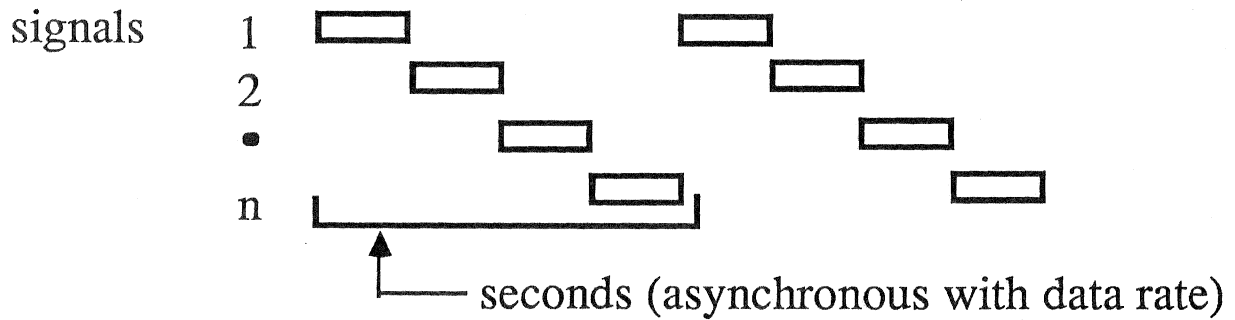 signals 1
2
•
n
seconds (asynchronous with data rate)